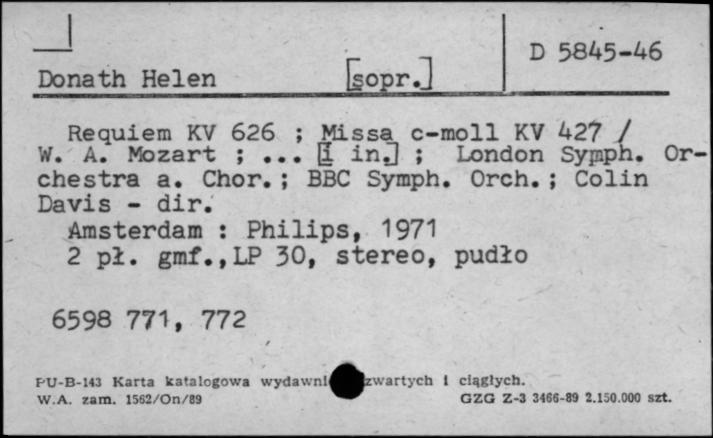 D 5845-46
Donath Helen [sopr.]
Requiem KV 626 ; Missa c-moll KV 427 /
W. A. Mozart ; ... [i in.] ; London Symph. Or-
chestra a. Chor.; BBC Symph. Orch.; Colin
Davis - dir.
Amsterdam : Philips, 1971
2 pł. gmf., LP 30, stereo, pudło
6598 771, 772
PU-B-143 Karta katalogowa wydawni zwartych i ciągłych.
W.A. zam. 1562/On/89 GZG Z-3 3466-89 2.150.000 szt.